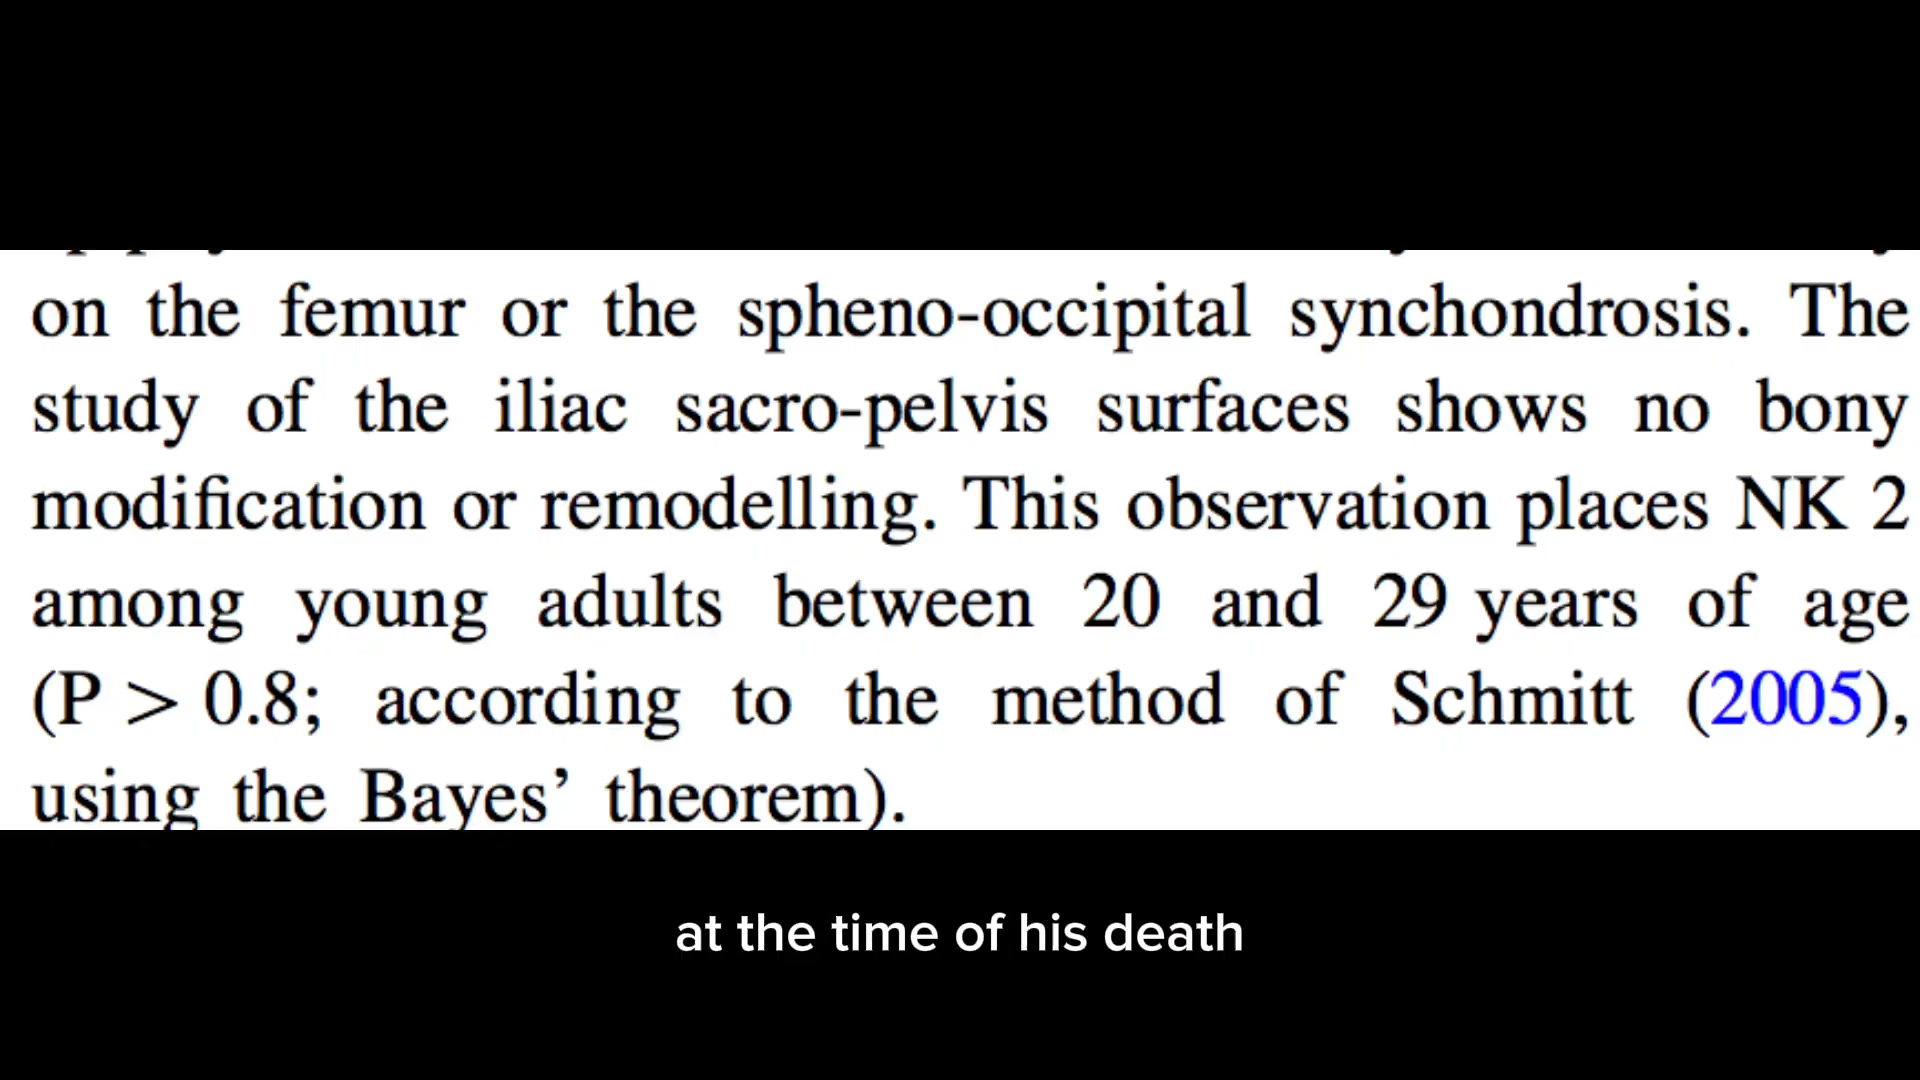 on the femur or the spheno-occipital synchondrosis. The
study of the iliac sacro-pelvis surfaces shows no bony
modification or remodelling. This observation places NK 2
among young adults between 20 and 29 years of age
(P > 0.8; according to the method of Schmitt (2005),
using the Bayes’ theorem).
at the time of his death